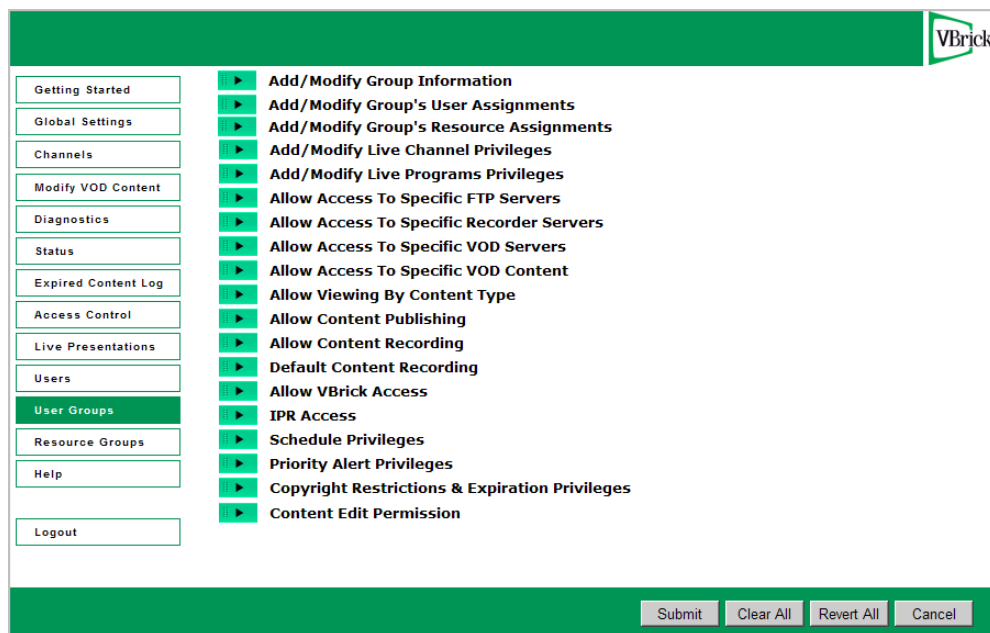 VBrick
Getting Started
Global Settings
Channels
Modify VOD Content
Diagnostics
Status
Expired Content Log
Access Control
Live Presentations
Users
User Groups
Resource Groups
Help
Logout
Add/Modify Group Information
Add/Modify Group's User Assignments
Add/Modify Group's Resource Assignments
Add/Modify Live Channel Privileges
Add/Modify Live Programs Privileges
Allow Access To Specific FTP Servers
Allow Access To Specific Recorder Servers
Allow Access To Specific VOD Servers
Allow Access To Specific VOD Content
Allow Viewing By Content Type
Allow Content Publishing
Allow Content Recording
Default Content Recording
Allow VBrick Access
IPR Access
Schedule Privileges
Priority Alert Privileges
Copyright Restrictions & Expiration Privileges
Content Edit Permission
Submit
Clear All
Revert All
Cancel